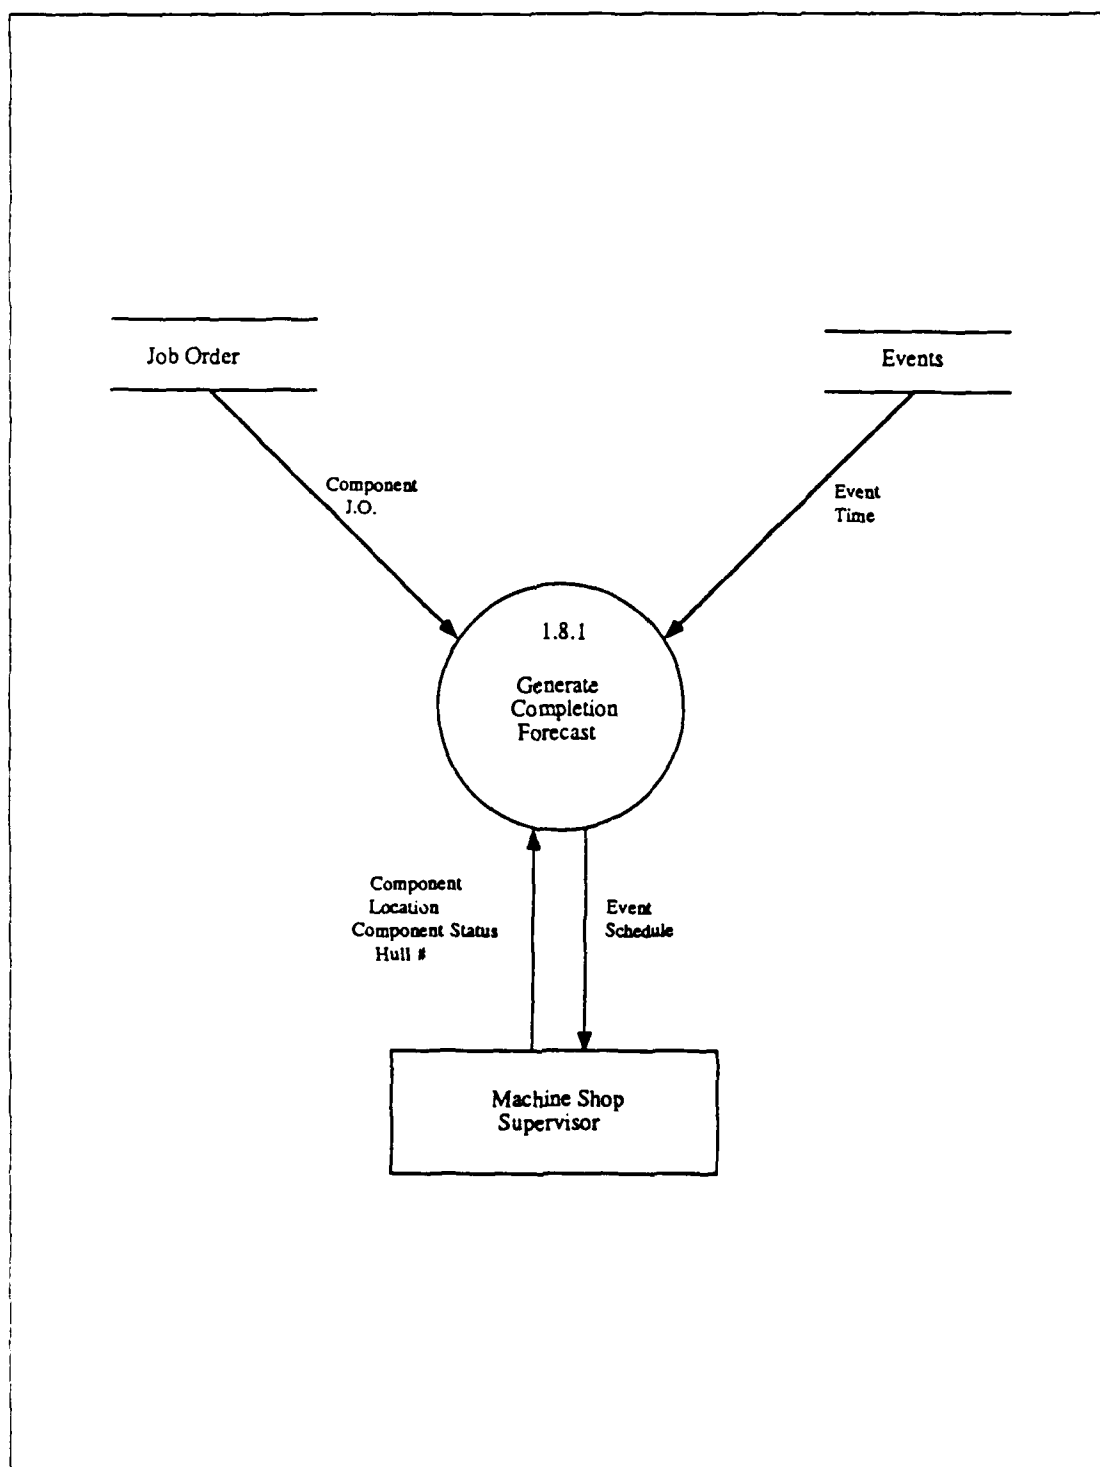 Job Order
Events
Component
J.O.
Event
Time
1.8.1
Generate
Completion
Forecast
Component
Location
Component Status
Hull #
Event
Schedule
Machine Shop
Supervisor